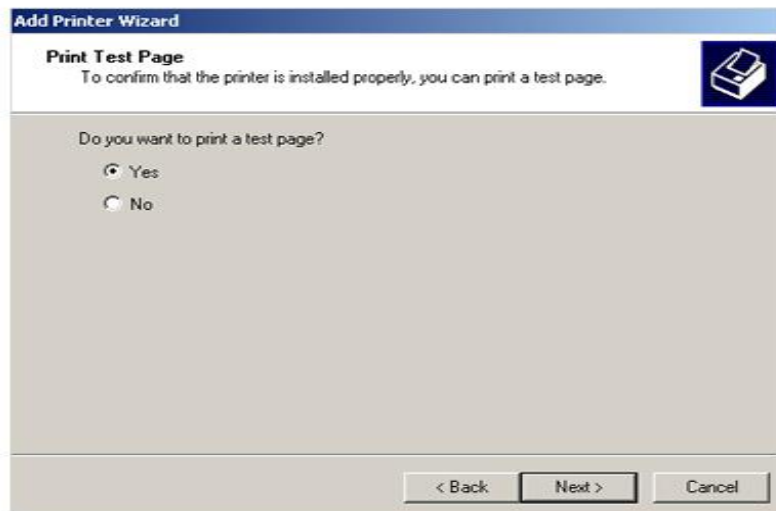 Add Printer Wizard
Print Test Page
To confirm that the printer is installed properly, you can print a test page.
Do you want to print a test page?
Yes
No
< Back Next > Cancel